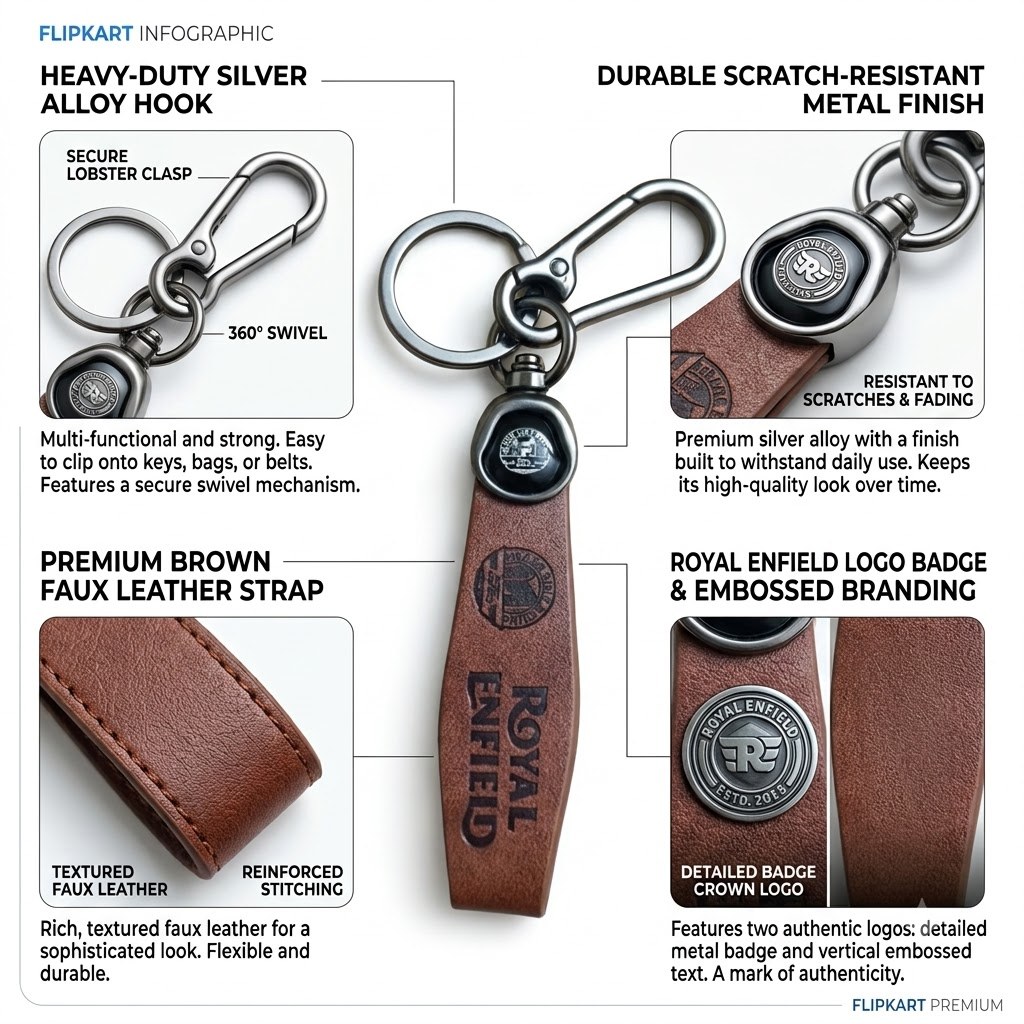 FLIPKART INFOGRAPHIC
HEAVY-DUTY SILVER
ALLOY HOOK
SECURE
LOBSTER CLASP
360° SWIVEL
Multi-functional and strong. Easy
to clip onto keys, bags, or belts.
Features a secure swivel mechanism.
DURABLE SCRATCH-RESISTANT
METAL FINISH
RESISTANT TO
SCRATCHES & FADING
Premium silver alloy with a finish
built to withstand daily use. Keeps
its high-quality look over time.
ROYAL
ENFIELD
PREMIUM BROWN
FAUX LEATHER STRAP
TEXTURED
FAUX LEATHER
REINFORCED
STITCHING
Rich, textured faux leather for a
sophisticated look. Flexible and
durable.
ROYAL ENFIELD LOGO BADGE
& EMBOSSED BRANDING
ROYAL ENFIELD
R
ESTD. 20E8
DETAILED BADGE
CROWN LOGO
Features two authentic logos: detailed
metal badge and vertical embossed
text. A mark of authenticity.
FLIPKART PREMIUM